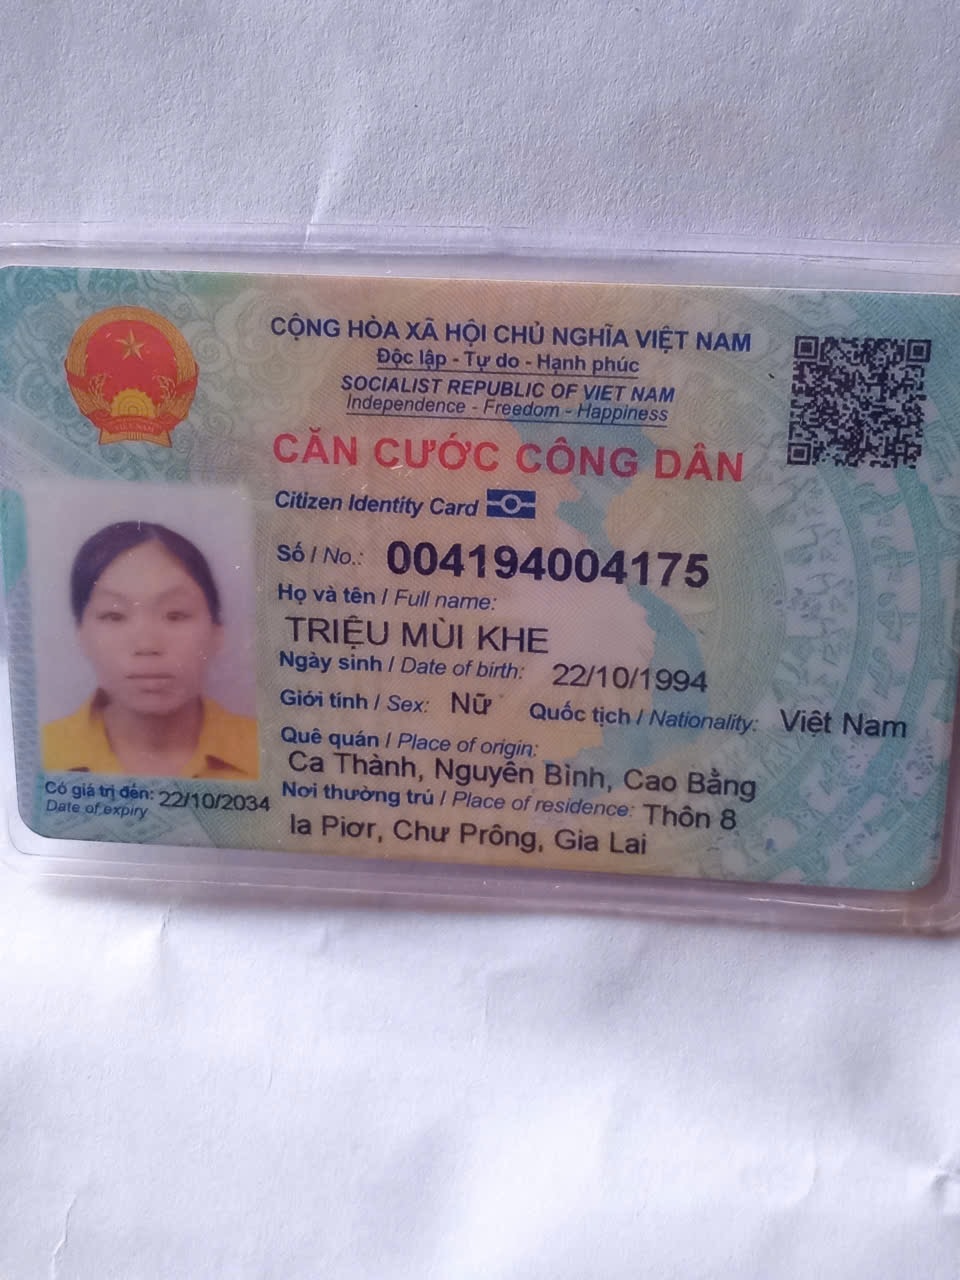 CỘNG HÒA XÃ HỘI CHỦ NGHĨA VIỆT NAM
Độc lập - Tự do - Hạnh phúc
SOCIALIST REPUBLIC OF VIET NAM
Independence - Freedom - Happiness
CĂN CƯỚC CÔNG DÂN
Citizen Identity Card
Số / No.: 004194004175
Họ và tên / Full name:
TRIỆU MÙI KHE
Ngày sinh / Date of birth: 22/10/1994
Giới tính / Sex: Nữ Quốc tịch / Nationality: Việt Nam
Quê quán / Place of origin:
Ca Thành, Nguyên Bình, Cao Bằng
Nơi thường trú / Place of residence: Thôn 8
Ia Piơr, Chư Prông, Gia Lai
Có giá trị đến: 22/10/2034
Date of expiry
VIỆT NAM